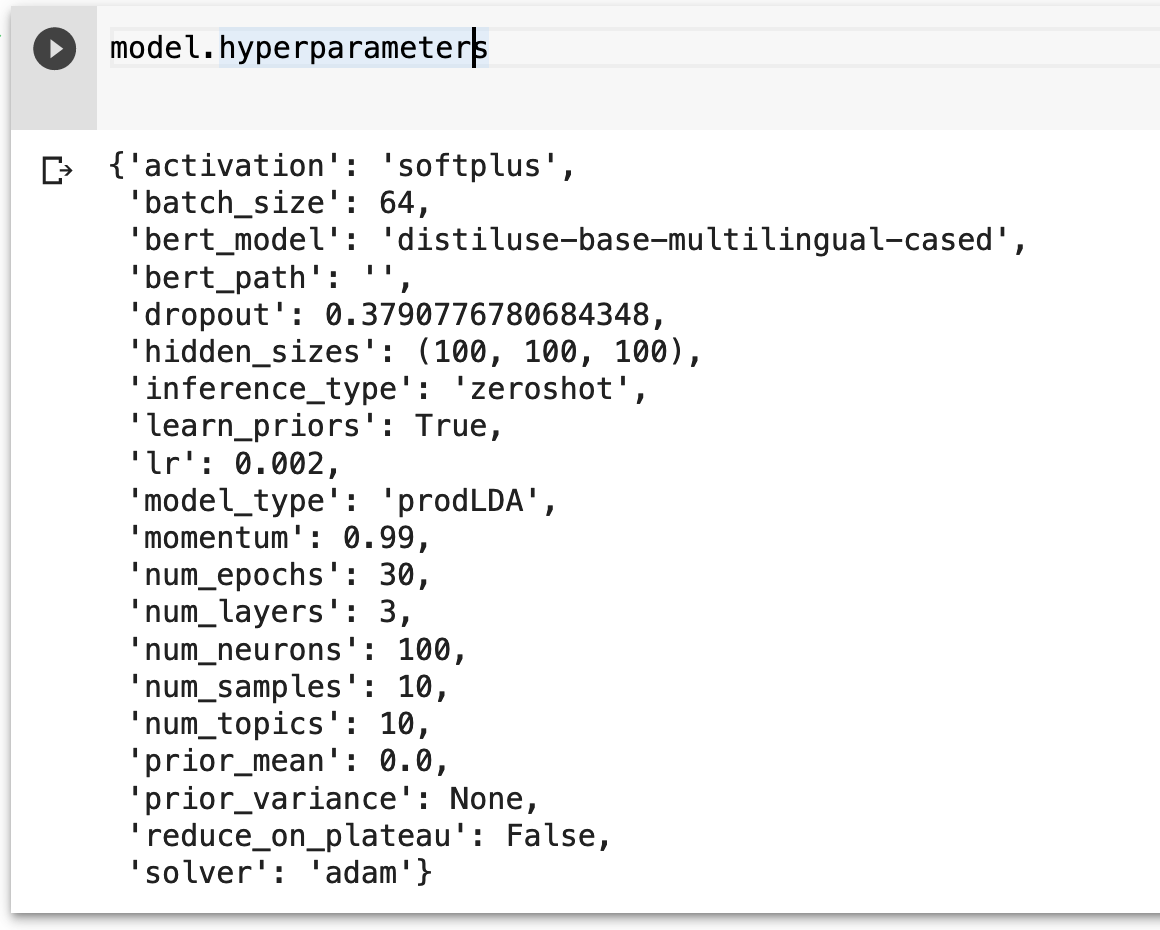 model.hyperparameters
{'activation': 'softplus',
'batch_size': 64,
'bert_model': 'distiluse-base-multilingual-cased',
'bert_path': '',
'dropout': 0.3790776780684348,
'hidden_sizes': (100, 100, 100),
'inference_type': 'zeroshot',
'learn_priors': True,
'lr': 0.002,
'model_type': 'prodLDA',
'momentum': 0.99,
'num_epochs': 30,
'num_layers': 3,
'num_neurons': 100,
'num_samples': 10,
'num_topics': 10,
'prior_mean': 0.0,
'prior_variance': None,
'reduce_on_plateau': False,
'solver': 'adam'}